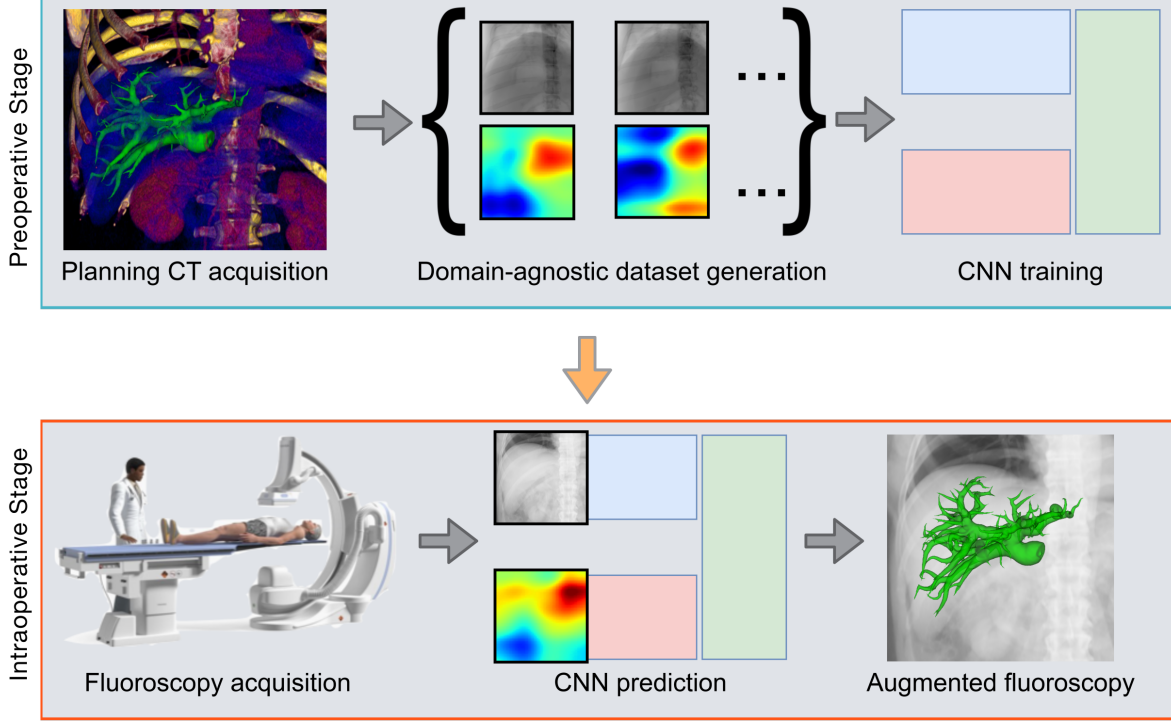 Preoperative Stage
Planning CT acquisition
Domain-agnostic dataset generation
CNN training
Intraoperative Stage
Fluoroscopy acquisition
CNN prediction
Augmented fluoroscopy